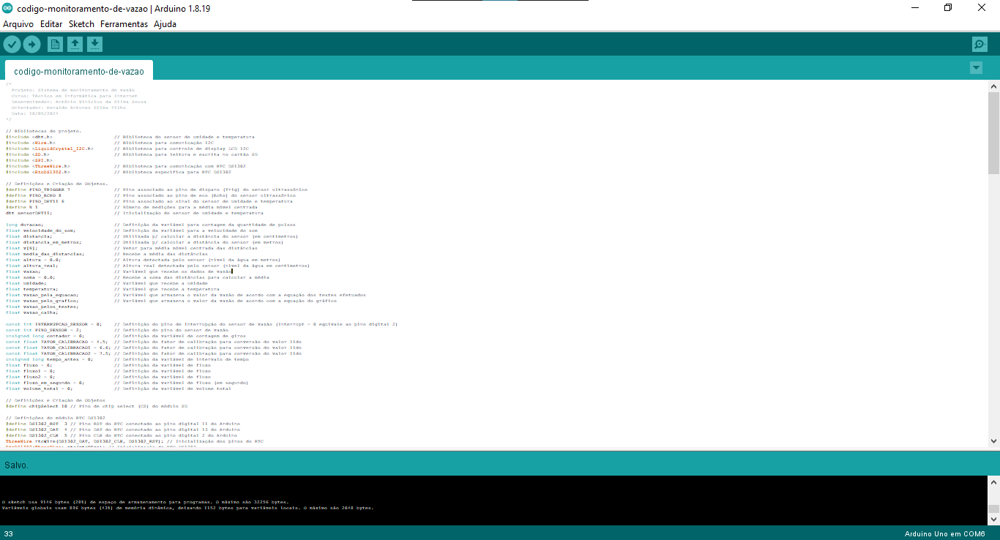 codigo-monitoramento-de-vazao | Arduino 1.8.19
Arquivo Editar Sketch Ferramentas Ajuda
codigo-monitoramento-de-vazao
/*
Projeto: Sistema de monitoramento de vazão
Curso: Técnico em Informática para Internet
Desenvolvedor: Antônio Vinicius da Silva Sousa
Orientador: Geraldo Antunes Silva Filho
Data: 10/05/2024
*/
// Bibliotecas do projeto.
#include <dht.h> // Biblioteca do sensor de umidade e temperatura
#include <Wire.h> // Biblioteca para comunicação I2C
#include <LiquidCrystal_I2C.h> // Biblioteca para controle de display LCD I2C
#include <SD.h> // Biblioteca para leitura e escrita no cartão SD
#include <SPI.h>
#include <ThreeWire.h> // Biblioteca para comunicação com RTC DS1302
#include <RtcDS1302.h> // Biblioteca específica para RTC DS1302
// Definições e Criação de Objetos.
#define PINO_TRIGGER 7 // Pino associado ao pino de disparo (Trig) do sensor ultrassônico
#define PINO_ECHO 8 // Pino associado ao pino de eco (Echo) do sensor ultrassônico
#define PINO_DHT11 6 // Pino associado ao sinal do sensor de umidade e temperatura
#define N 1 // Número de medições para a média móvel centrada
dht sensorDHT11; // Inicialização do sensor de umidade e temperatura
long duracao; // Definição da variável para contagem da quantidade de pulsos
float velocidade_do_som; // Definição da variável para a velocidade do som
float distancia; // Utilizada p/ calcular a distância do sensor (em centímetros)
float distancia_em_metros; // Utilizada p/ calcular a distância do sensor (em metros)
float v[N]; // Vetor para média móvel centrada das distâncias
float media_das_distancias; // Recebe a média das distâncias
float altura = 0.0; // Altura detectada pelo sensor (nível da água em metros)
float altura_real; // Altura real detectada pelo sensor (nível da água em centímetros)
float vazao; // Variável que recebe os dados de vazão
float soma = 0.0; // Recebe a soma das distâncias para calcular a média
float umidade; // Variável que recebe a umidade
float temperatura; // Variável que recebe a temperatura
float vazao_pela_equacao; // Variável que armazena o valor da vazão de acordo com a equação dos testes efetuados
float vazao_pelo_grafico; // Variável que armazena o valor da vazão de acordo com a equação do gráfico
float vazao_pelos_testes;
float vazao_calha;
const int INTERRUPCAO_SENSOR = 0; // Definição do pino de interrupção do sensor de vazão (Interrupt = 0 equivale ao pino digital 2)
const int PINO_SENSOR = 2; // Definição do pino do sensor de vazão
unsigned long contador = 0; // Definição da variável de contagem de giros
const float FATOR_CALIBRACAO = 4.5; // Definição do fator de calibração para conversão do valor lido
const float FATOR_CALIBRACAO1 = 6.6; // Definição do fator de calibração para conversão do valor lido
const float FATOR_CALIBRACAO2 = 7.5; // Definição do fator de calibração para conversão do valor lido
unsigned long tempo_antes = 0; // Definição da variável de intervalo de tempo
float fluxo = 0; // Definição da variável de fluxo
float fluxo1 = 0; // Definição da variável de fluxo
float fluxo2 = 0; // Definição da variável de fluxo
float fluxo_em_segundo = 0; // Definição da variável de fluxo (em segundo)
float volume_total = 0; // Definição da variável de volume total
// Definições e Criação de Objetos
#define chipSelect 10 // Pino de chip select (CS) do módulo SD
// Definições do módulo RTC DS1302
#define DS1302_RST 3 // Pino RST do RTC conectado ao pino digital 11 do Arduino
#define DS1302_DAT 4 // Pino DAT do RTC conectado ao pino digital 13 do Arduino
#define DS1302_CLK 5 // Pino CLK do RTC conectado ao pino digital 2 do Arduino
ThreeWire rtcWire(DS1302_DAT, DS1302_CLK, DS1302_RST); // Inicialização dos pinos do RTC
Salvo.
O sketch usa 9146 bytes (28%) de espaço de armazenamento para programas. O máximo são 32256 bytes.
Variáveis globais usam 896 bytes (43%) de memória dinâmica, deixando 1152 bytes para variáveis locais. O máximo são 2048 bytes.
33
Arduino Uno em COM6